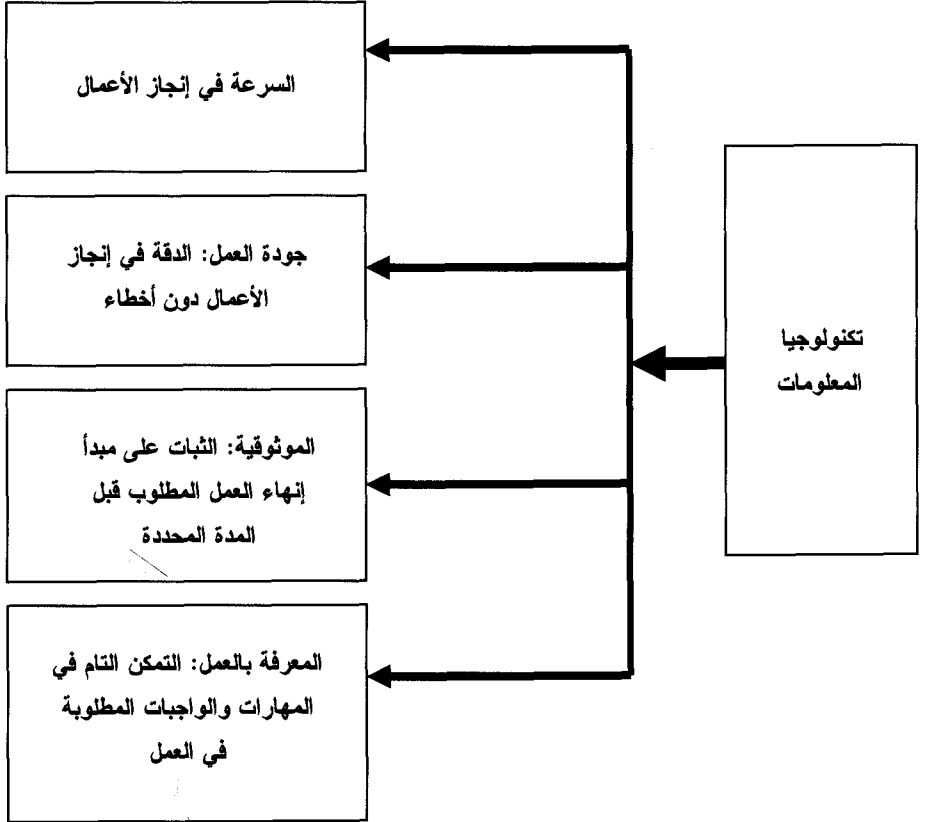 تكنولوجيا
المعلومات
السرعة في إنجاز الأعمال
جودة العمل: الدقة في إنجاز
الأعمال دون أخطاء
الموثوقية: الثبات على مبدأ
إنهاء العمل المطلوب قبل
المدة المحددة
المعرفة بالعمل: التمكن التام في
المهارات والواجبات المطلوبة
في العمل